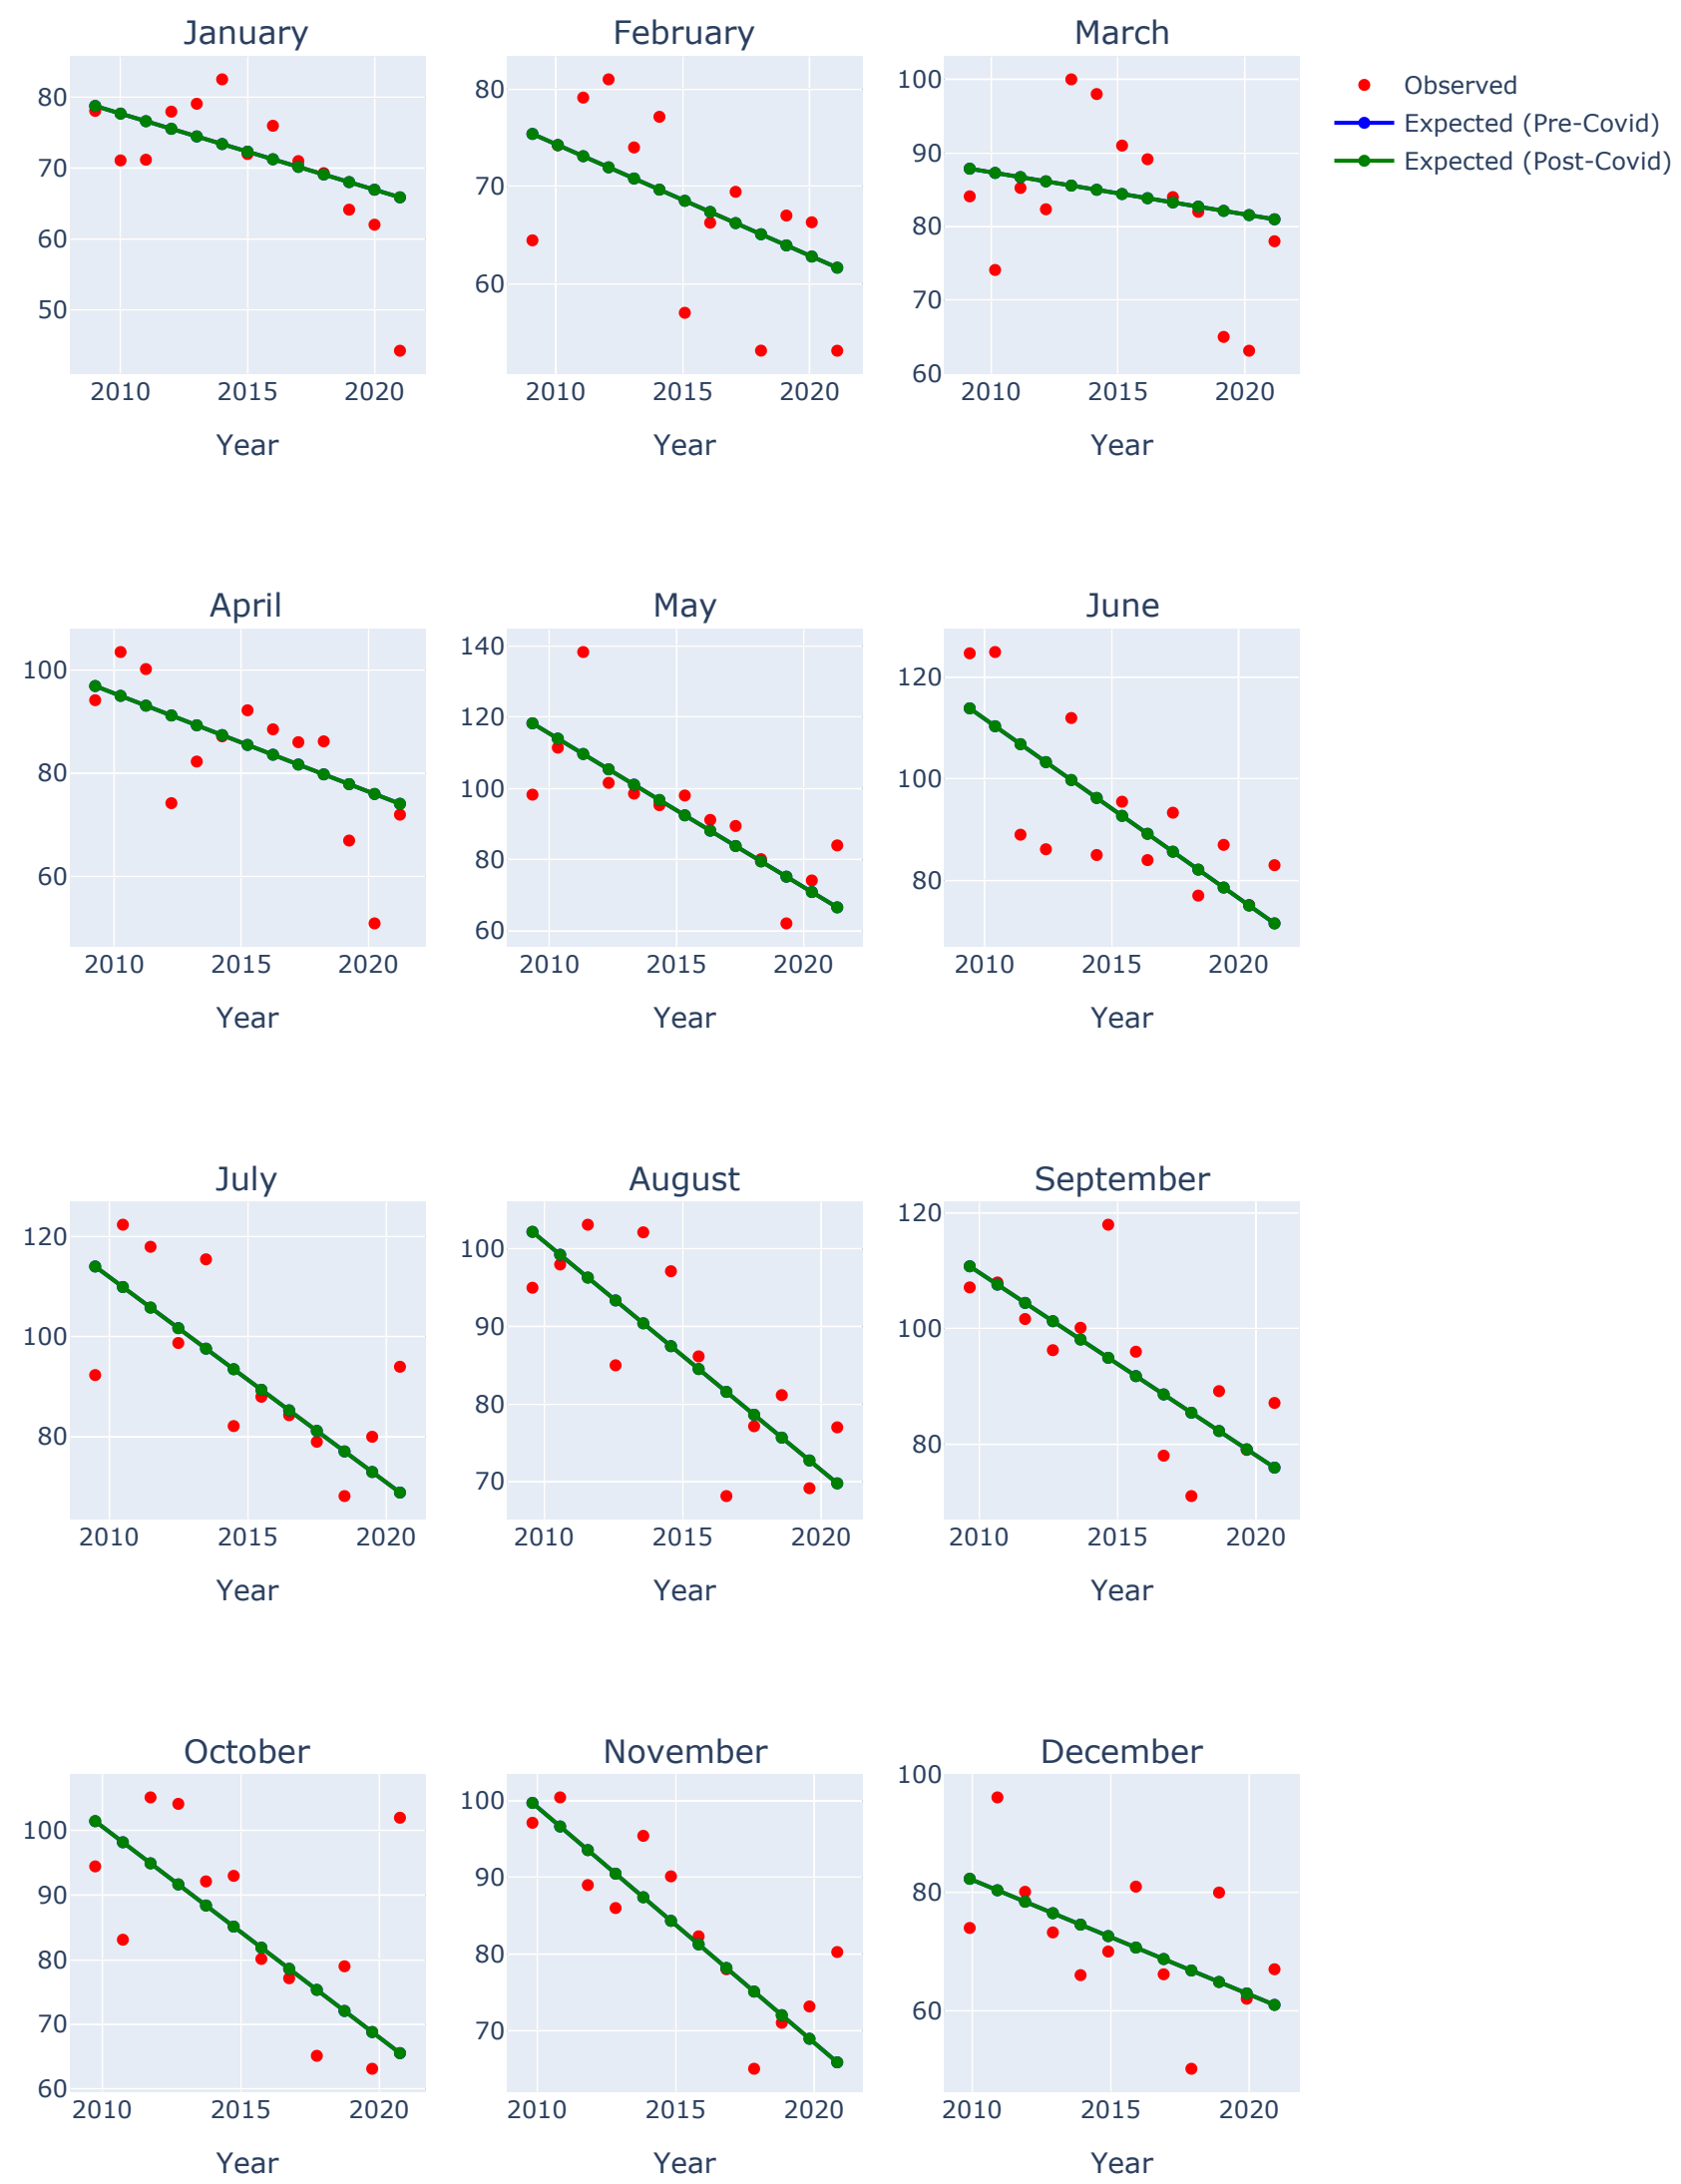 January February March
Observed
Expected (Pre-Covid)
Expected (Post-Covid)
80
70
60
50
2010 2015 2020
Year
80
70
60
2010 2015 2020
Year
100
90
80
70
60
2010 2015 2020
Year
April May June
100
80
60
2010 2015 2020
Year
140
120
100
80
60
2010 2015 2020
Year
120
100
80
2010 2015 2020
Year
July August September
120
100
80
2010 2015 2020
Year
100
90
80
70
2010 2015 2020
Year
120
100
80
2010 2015 2020
Year
October November December
100
90
80
70
60
2010 2015 2020
Year
100
90
80
70
2010 2015 2020
Year
100
80
60
2010 2015 2020
Year